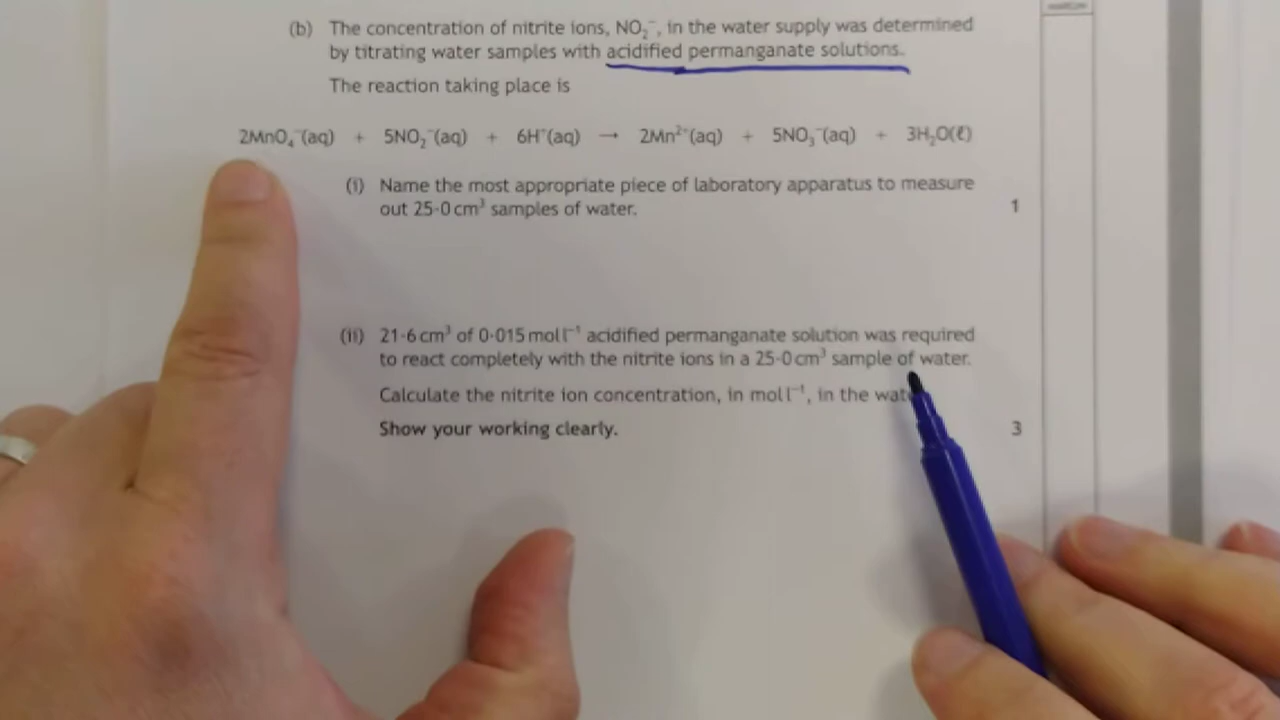 (b) The concentration of nitrite ions, NO₂⁻, in the water supply was determined
by titrating water samples with acidified permanganate solutions.
The reaction taking place is
2MnO₄⁻(aq) + 5NO₂⁻(aq) + 6H⁺(aq) → 2Mn²⁺(aq) + 5NO₃⁻(aq) + 3H₂O(ℓ)
(i) Name the most appropriate piece of laboratory apparatus to measure
out 25·0 cm³ samples of water. 1
(ii) 21·6 cm³ of 0·015 mol l⁻¹ acidified permanganate solution was required
to react completely with the nitrite ions in a 25·0 cm³ sample of water.
Calculate the nitrite ion concentration, in mol l⁻¹, in the
Show your working clearly. 3